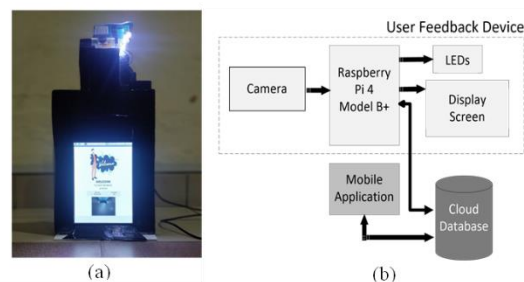 User Feedback Device
Camera
Raspberry
Pi 4
Model B+
LEDs
Display
Screen
Mobile
Application
Cloud
Database
(a)
(b)